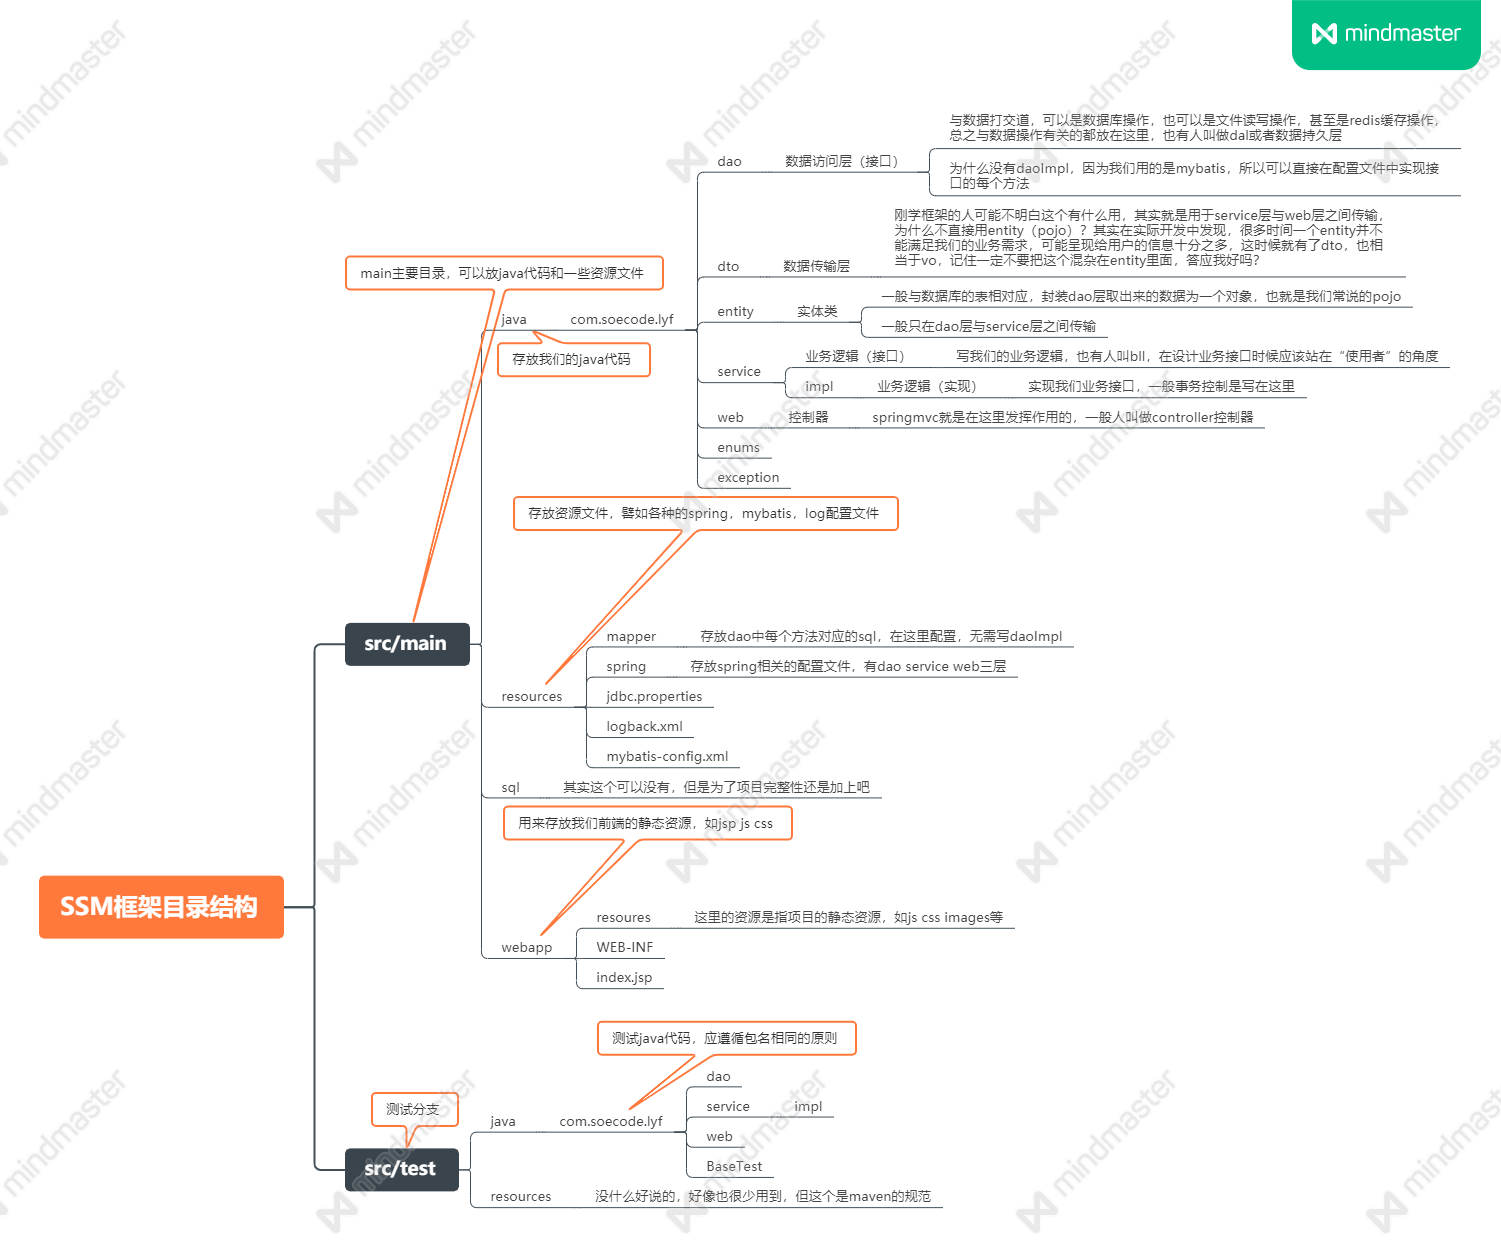 mindmaster
与数据打交道，可以是数据库操作，也可以是文件读写操作，甚至是redis缓存操作，
总之与数据操作有关的都放在这里，也有人叫做dal或者数据持久层
dao
数据访问层（接口）
为什么没有daoImpl，因为我们用的是mybatis，所以可以直接在配置文件中实现接
口的每个方法
刚学框架的人可能不明白这个有什么用，其实就是用于service层与web层之间传输，
为什么不直接用entity（pojo）？其实在实际开发中发现，很多时间一个entity并不
能满足我们的业务需求，可能呈现给用户的信息十分之多，这时候就有了dto，也相
当于vo，记住一定不要把这个混杂在entity里面，答应我好吗？
dto
数据传输层
main主要目录，可以放java代码和一些资源文件
一般与数据库的表相对应，封装dao层取出来的数据为一个对象，也就是我们常说的pojo
entity
实体类
一般只在dao层与service层之间传输
java
com.soecode.lyf
存放我们的java代码
业务逻辑（接口）
写我们的业务逻辑，也有人叫bll，在设计业务接口时候应该站在“使用者”的角度
service
impl
业务逻辑（实现）
实现我们业务接口，一般事务控制是写在这里
web
控制器
springmvc就是在这里发挥作用的，一般人叫做controller控制器
enums
exception
存放资源文件，譬如各种的spring，mybatis，log配置文件
src/main
mapper
存放dao中每个方法对应的sql，在这里配置，无需写daoImpl
spring
存放spring相关的配置文件，有dao service web三层
resources
jdbc.properties
logback.xml
mybatis-config.xml
sql
其实这个可以没有，但是为了项目完整性还是加上吧
用来存放我们前端的静态资源，如jsp js css
SSM框架目录结构
resoures
这里的资源是指项目的静态资源，如js css images等
webapp
WEB-INF
index.jsp
测试java代码，应遵循包名相同的原则
dao
测试分支
service
impl
java
com.soecode.lyf
web
BaseTest
src/test
resources
没什么好说的，好像也很少用到，但这个是maven的规范